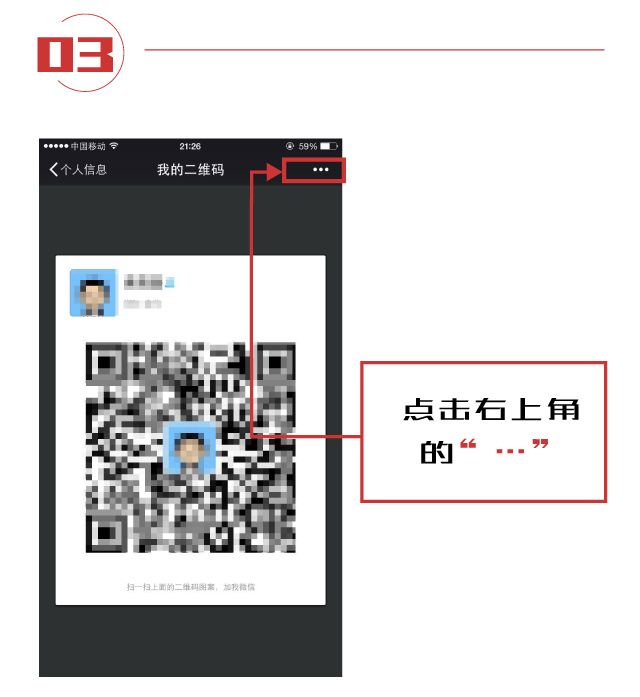 03
中国移动 21:26 59%
个人信息 我的二维码 •••
点击右上角
的“ ··· ”
扫一扫上面的二维码图案，加我微信